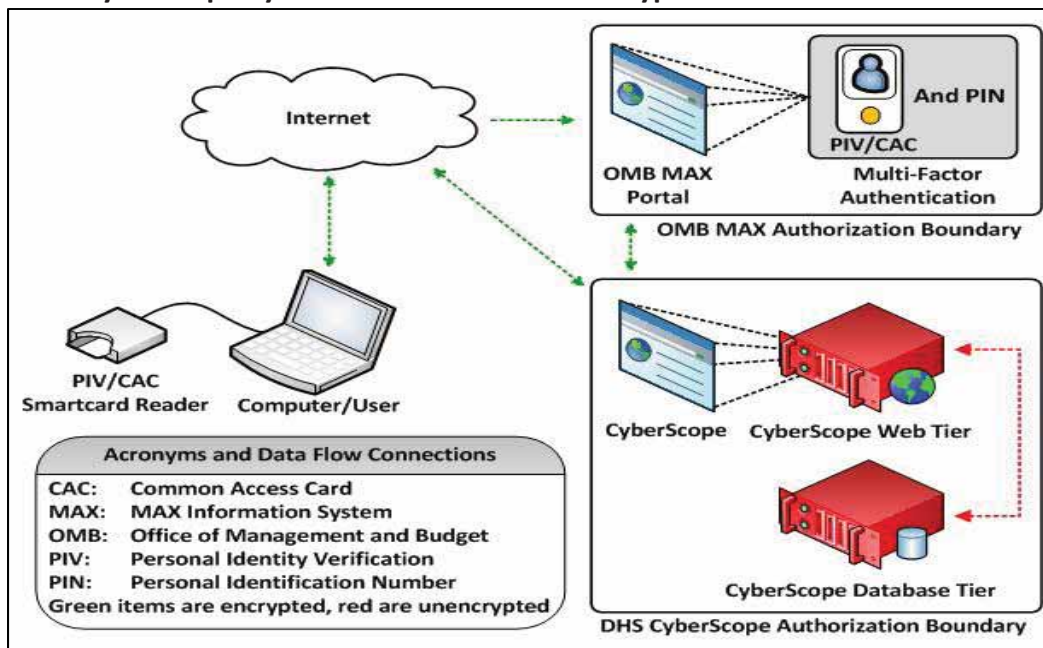 Internet
OMB MAX
Portal
And PIN
PIV/CAC
Multi-Factor
Authentication
OMB MAX Authorization Boundary
PIV/CAC
Smartcard Reader
Computer/User
CyberScope
CyberScope Web Tier
CyberScope Database Tier
DHS CyberScope Authorization Boundary
Acronyms and Data Flow Connections
CAC: Common Access Card
MAX: MAX Information System
OMB: Office of Management and Budget
PIV: Personal Identity Verification
PIN: Personal Identification Number
Green items are encrypted, red are unencrypted